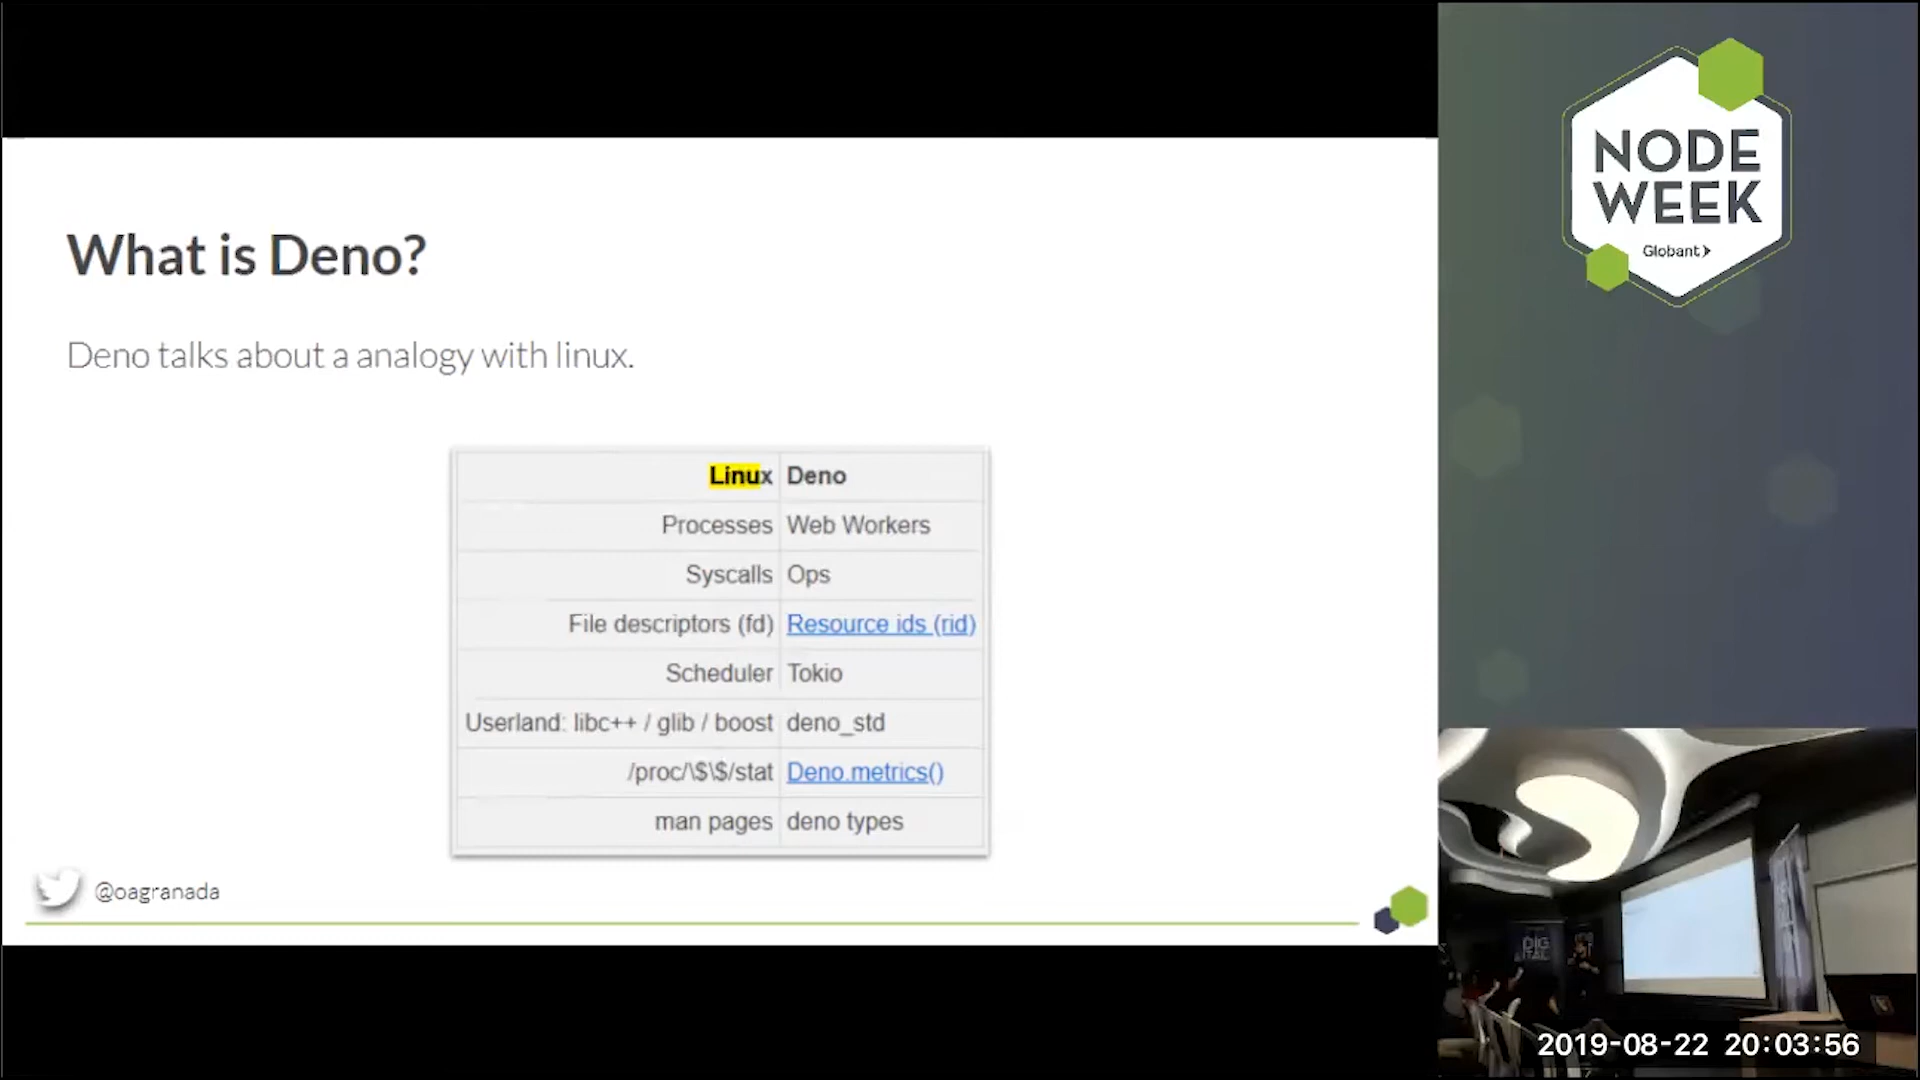 What is Deno?
Deno talks about a analogy with linux.
Linux Deno
Processes Web Workers
Syscalls Ops
File descriptors (fd) Resource ids (rid)
Scheduler Tokio
Userland: libc++ / glib / boost deno_std
/proc/\$\$/stat Deno.metrics()
man pages deno types
@oagranada
NODE
WEEK
Globant
DIG
ITAL
2019-08-22 20:03:56